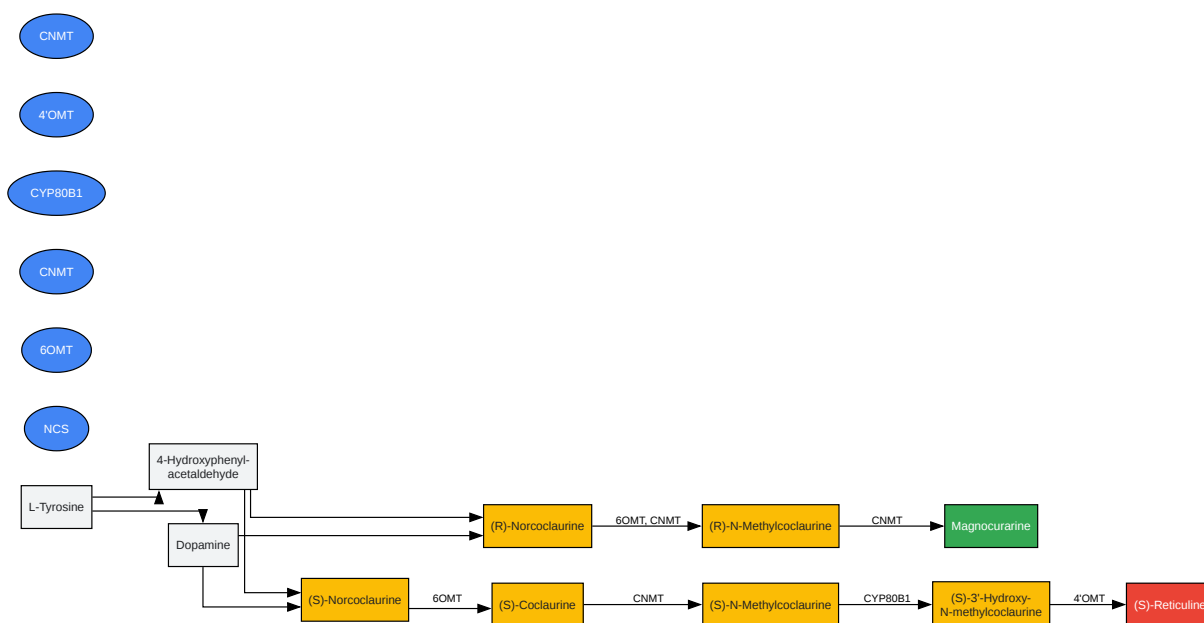 CNMT
4'OMT
CYP80B1
CNMT
6OMT
NCS
4-Hydroxyphenyl-
acetaldehyde
L-Tyrosine
Dopamine
(R)-Norcoclaurine
6OMT, CNMT
(R)-N-Methylcoclaurine
CNMT
Magnocurarine
(S)-Norcoclaurine
6OMT
(S)-Coclaurine
CNMT
(S)-N-Methylcoclaurine
CYP80B1
(S)-3'-Hydroxy-
N-methylcoclaurine
4'OMT
(S)-Reticuline